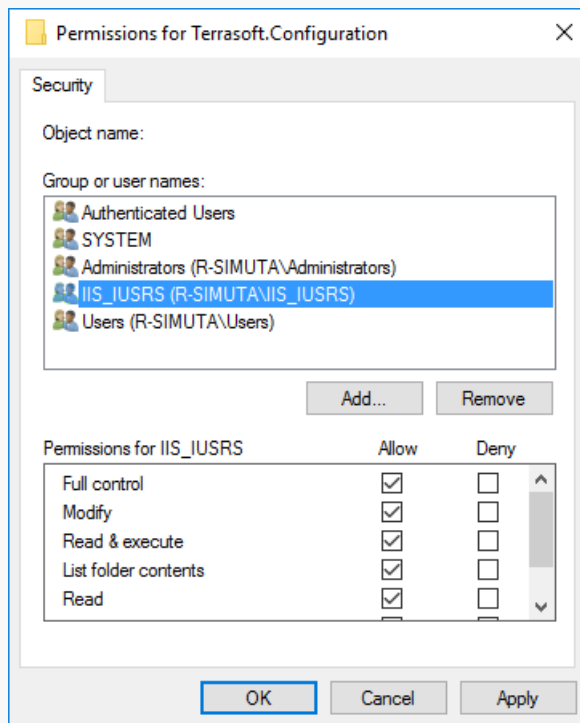 Permissions for Terrasoft.Configuration
Security
Object name:
Group or user names:
Authenticated Users
SYSTEM
Administrators (R-SIMUTA\Administrators)
IIS_IUSRS (R-SIMUTA\IIS_IUSRS)
Users (R-SIMUTA\Users)
Add... Remove
Permissions for IIS_IUSRS Allow Deny
Full control
Modify
Read & execute
List folder contents
Read
OK Cancel Apply